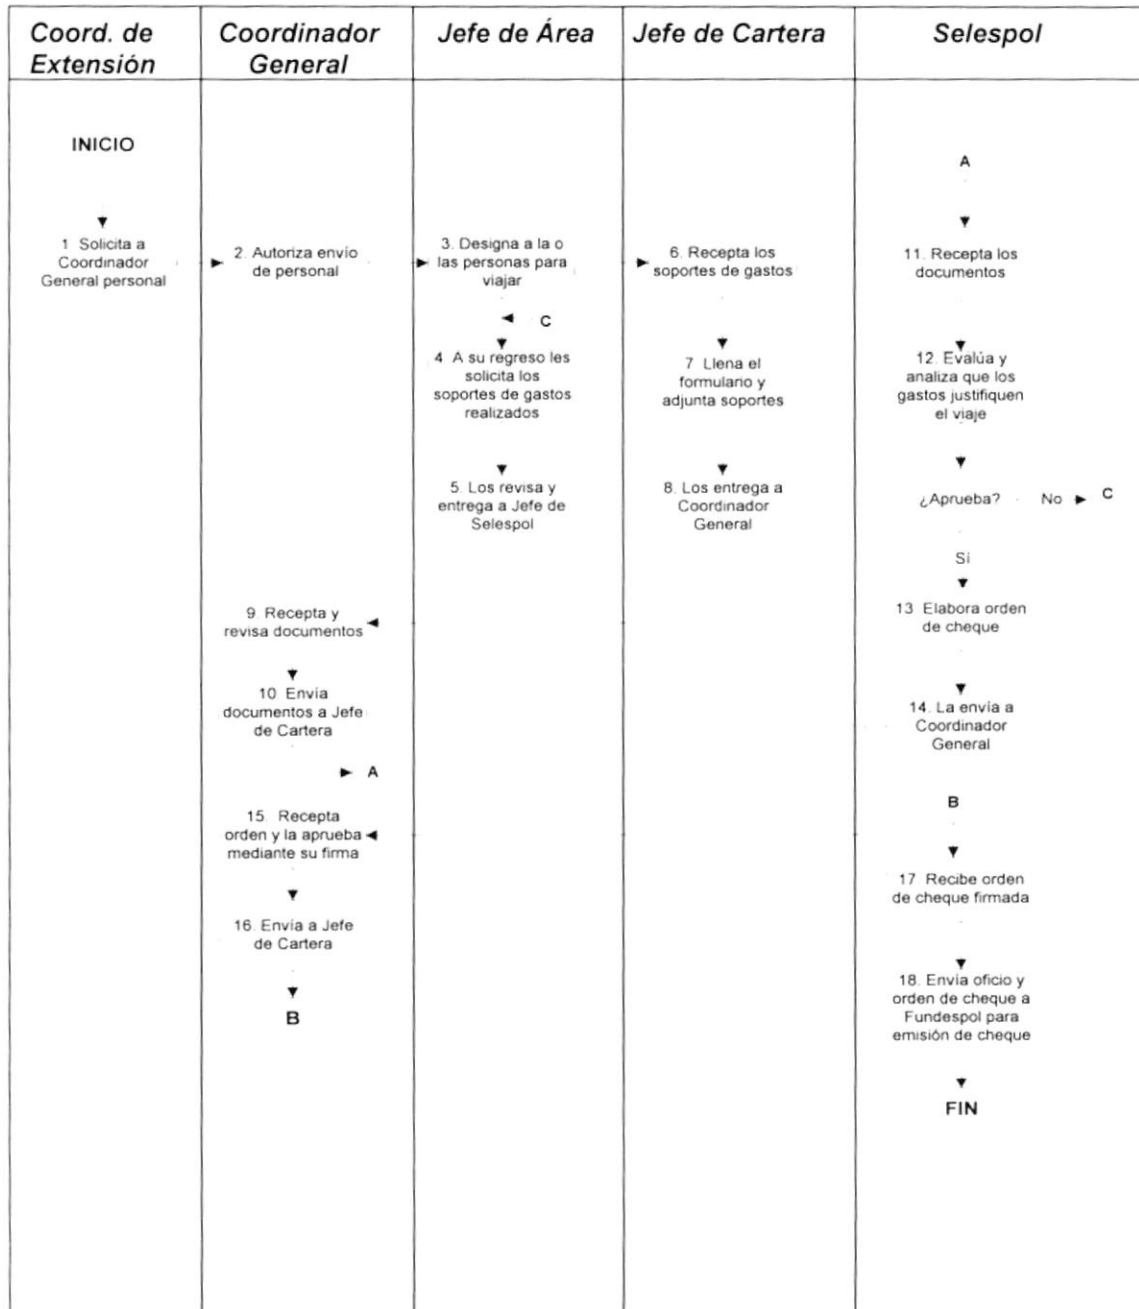 Coord. de
Extensión
Coordinador
General
Jefe de Área
Jefe de Cartera
Selespol
INICIO
1 Solicita a
Coordinador
General personal
2. Autoriza envío
de personal
3. Designa a la o
las personas para
viajar
C
4 A su regreso les
solicita los
soportes de gastos
realizados
5. Los revisa y
entrega a Jefe de
Selespol
6. Recepta los
soportes de gastos
7 Llena el
formulario y
adjunta soportes
8. Los entrega a
Coordinador
General
9. Recepta y
revisa documentos
10 Envía
documentos a Jefe
de Cartera
A
A
11. Recepta los
documentos
12. Evalúa y
analiza que los
gastos justifiquen
el viaje
¿Aprueba? No C
Sí
13 Elabora orden
de cheque
14. La envía a
Coordinador
General
15. Recepta
orden y la aprueba
mediante su firma
16. Envía a Jefe
de Cartera
B
B
17. Recibe orden
de cheque firmada
18. Envía oficio y
orden de cheque a
Fundespol para
emisión de cheque
FIN